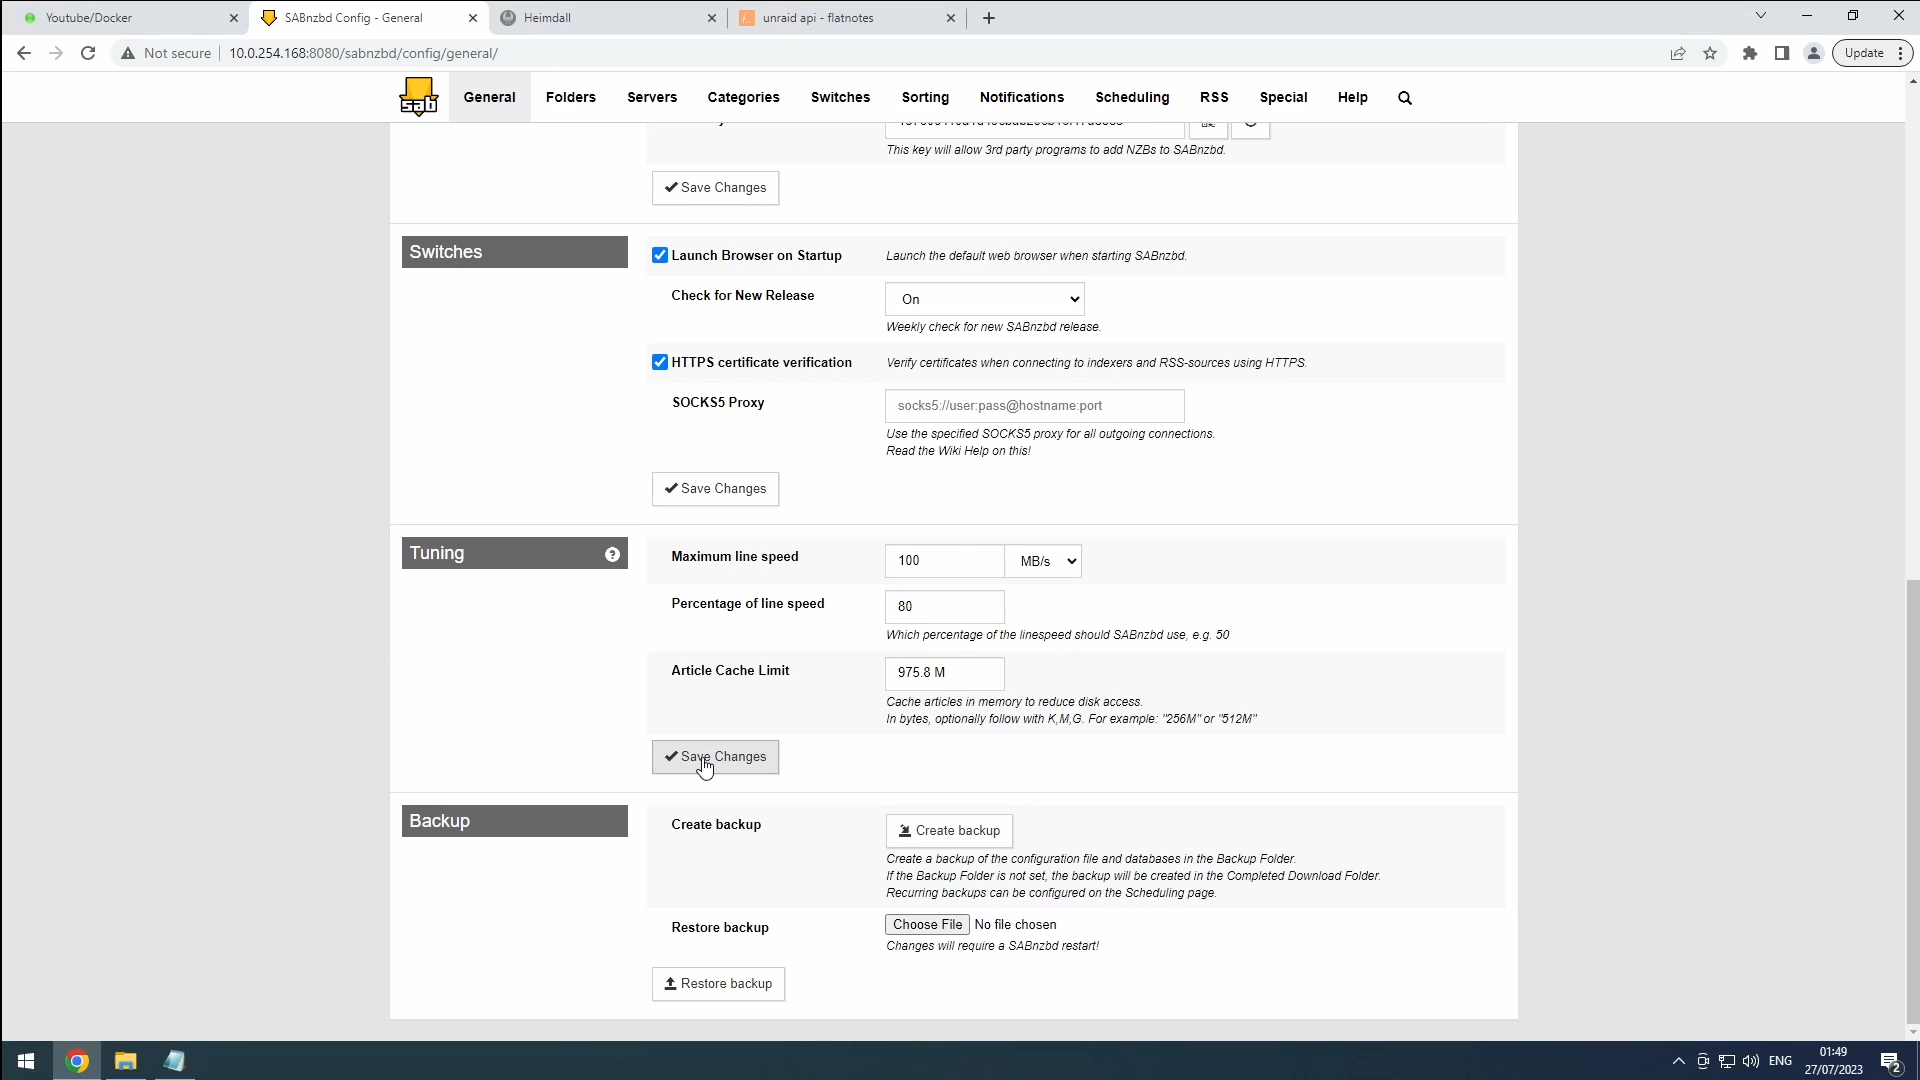 Youtube/Docker
SABnzbd Config - General
Heimdall
unraid api - flatnotes
Not secure
10.0.254.168:8080/sabnzbd/config/general/
Update
sab
General
Folders
Servers
Categories
Switches
Sorting
Notifications
Scheduling
RSS
Special
Help
This key will allow 3rd party programs to add NZBs to SABnzbd.
Save Changes
Switches
Launch Browser on Startup
Launch the default web browser when starting SABnzbd.
Check for New Release
On
Weekly check for new SABnzbd release.
HTTPS certificate verification
Verify certificates when connecting to indexers and RSS-sources using HTTPS.
SOCKS5 Proxy
socks5://user:pass@hostname:port
Use the specified SOCKS5 proxy for all outgoing connections.
Read the Wiki Help on this!
Save Changes
Tuning
?
Maximum line speed
100
MB/s
Percentage of line speed
80
Which percentage of the linespeed should SABnzbd use, e.g. 50
Article Cache Limit
975.8 M
Cache articles in memory to reduce disk access.
In bytes, optionally follow with K,M,G. For example: "256M" or "512M"
Save Changes
Backup
Create backup
Create backup
Create a backup of the configuration file and databases in the Backup Folder.
If the Backup Folder is not set, the backup will be created in the Completed Download Folder.
Recurring backups can be configured on the Scheduling page.
Restore backup
Choose File No file chosen
Changes will require a SABnzbd restart!
Restore backup
ENG
01:49
27/07/2023
2